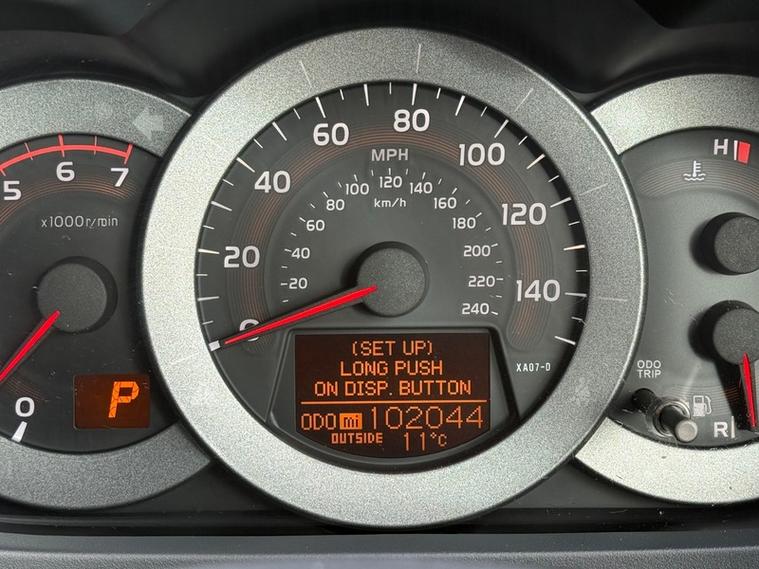 5
6
7
x1000r/min
0
P
0
20
40
60
80
100
120
140
MPH
20
40
60
80
100
120
140
160
180
200
220
240
km/h
XA07-D
(SET UP)
LONG PUSH
ON DISP. BUTTON
ODO mi 102044
OUTSIDE 11°C
H
ODO
TRIP
R